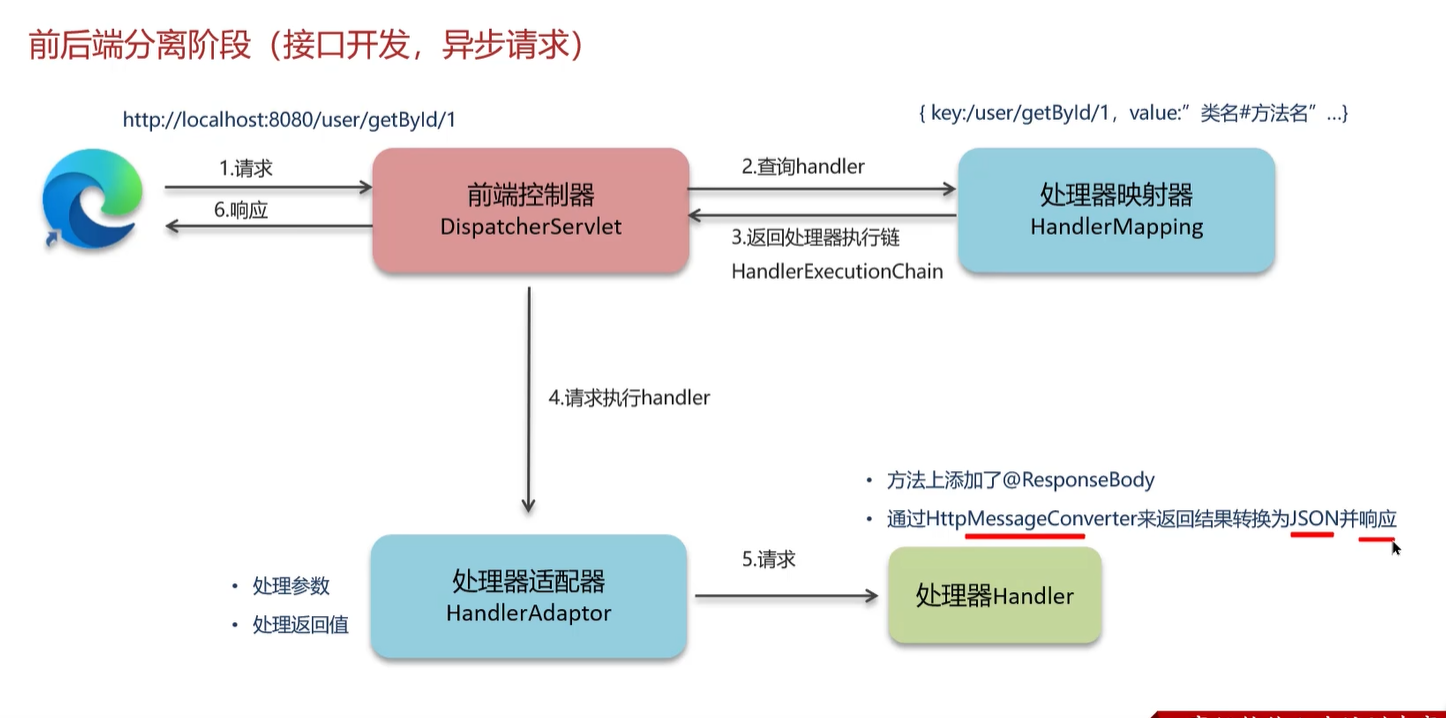 前后端分离阶段（接口开发，异步请求）
http://localhost:8080/user/getById/1
{ key:/user/getById/1，value:”类名#方法名”...}
1.请求
6.响应
前端控制器
DispatcherServlet
2.查询handler
3.返回处理器执行链
HandlerExecutionChain
处理器映射器
HandlerMapping
4.请求执行handler
• 方法上添加了@ResponseBody
• 通过HttpMessageConverter来返回结果转换为JSON并响应
• 处理参数
• 处理返回值
处理器适配器
HandlerAdaptor
5.请求
处理器Handler